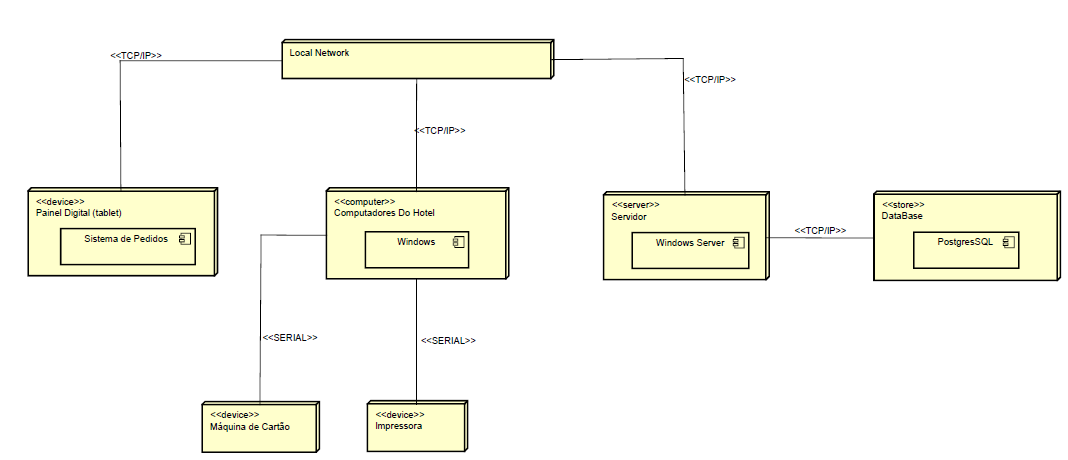 Local Network
<<TCP/IP>>
<<TCP/IP>>
<<TCP/IP>>
<<device>>
Painel Digital (tablet)
Sistema de Pedidos
<<computer>>
Computadores Do Hotel
Windows
<<server>>
Servidor
Windows Server
<<TCP/IP>>
<<store>>
DataBase
PostgresSQL
<<SERIAL>>
<<SERIAL>>
<<device>>
Máquina de Cartão
<<device>>
Impressora